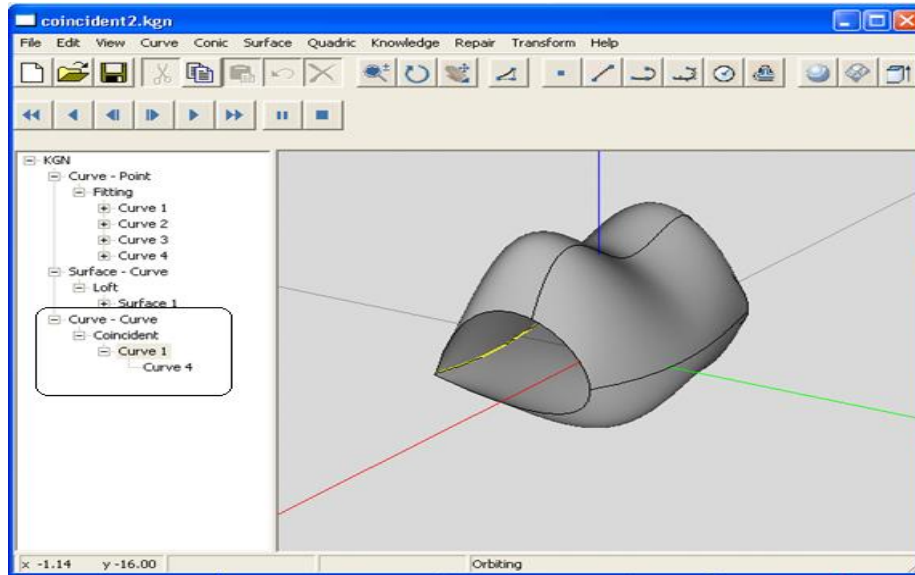 coincident2.kgn
File Edit View Curve Conic Surface Quadric Knowledge Repair Transform Help
KGN
Curve - Point
Fitting
Curve 1
Curve 2
Curve 3
Curve 4
Surface - Curve
Loft
Surface 1
Curve - Curve
Coincident
Curve 1
Curve 4
x -1.14 y -16.00 Orbiting